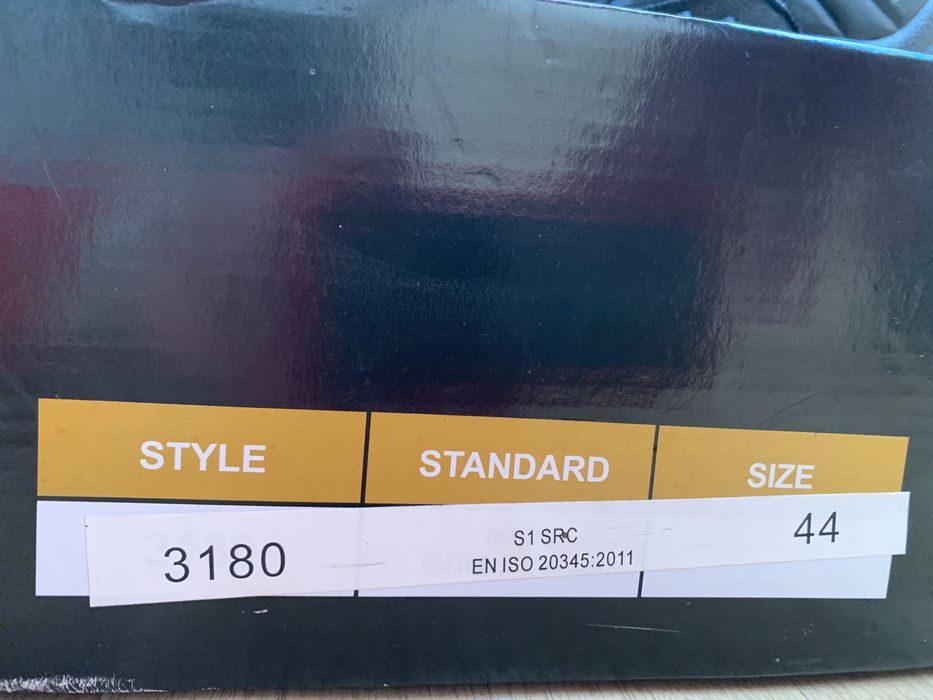 STYLE STANDARD SIZE
3180 S1 SRC 44
EN ISO 20345:2011